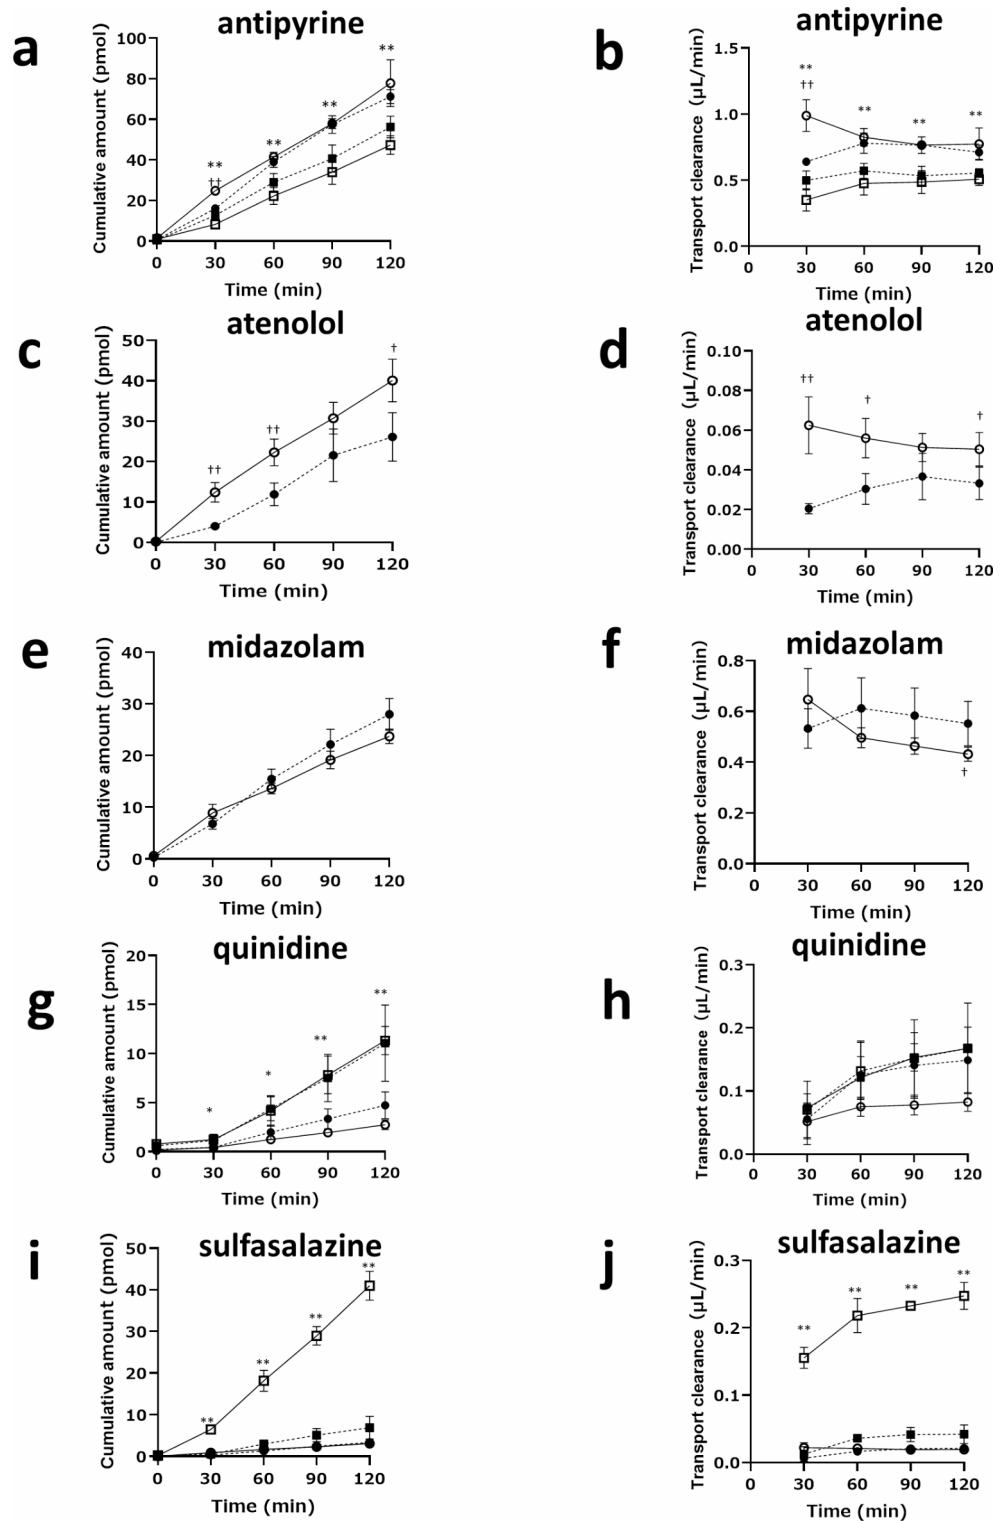 a
antipyrine
Cumulative amount (pmol)
100
80
60
40
20
0
**
††
**
**
**
0 30 60 90 120
Time (min)
b
antipyrine
Transport clearance (μL/min)
1.5
1.0
0.5
0.0
**
††
**
**
**
0 30 60 90 120
Time (min)
c
atenolol
Cumulative amount (pmol)
50
40
30
20
10
0
††
††
†
0 30 60 90 120
Time (min)
d
atenolol
Transport clearance (μL/min)
0.10
0.08
0.06
0.04
0.02
0.00
††
†
†
0 30 60 90 120
Time (min)
e
midazolam
Cumulative amount (pmol)
40
30
20
10
0
0 30 60 90 120
Time (min)
f
midazolam
Transport clearance (μL/min)
0.8
0.6
0.4
0.2
0.0
†
0 30 60 90 120
Time (min)
g
quinidine
Cumulative amount (pmol)
20
15
10
5
0
*
*
**
**
0 30 60 90 120
Time (min)
h
quinidine
Transport clearance (μL/min)
0.3
0.2
0.1
0.0
0 30 60 90 120
Time (min)
i
sulfasalazine
Cumulative amount (pmol)
50
40
30
20
10
0
**
**
**
**
0 30 60 90 120
Time (min)
j
sulfasalazine
Transport clearance (μL/min)
0.3
0.2
0.1
0.0
**
**
**
**
0 30 60 90 120
Time (min)